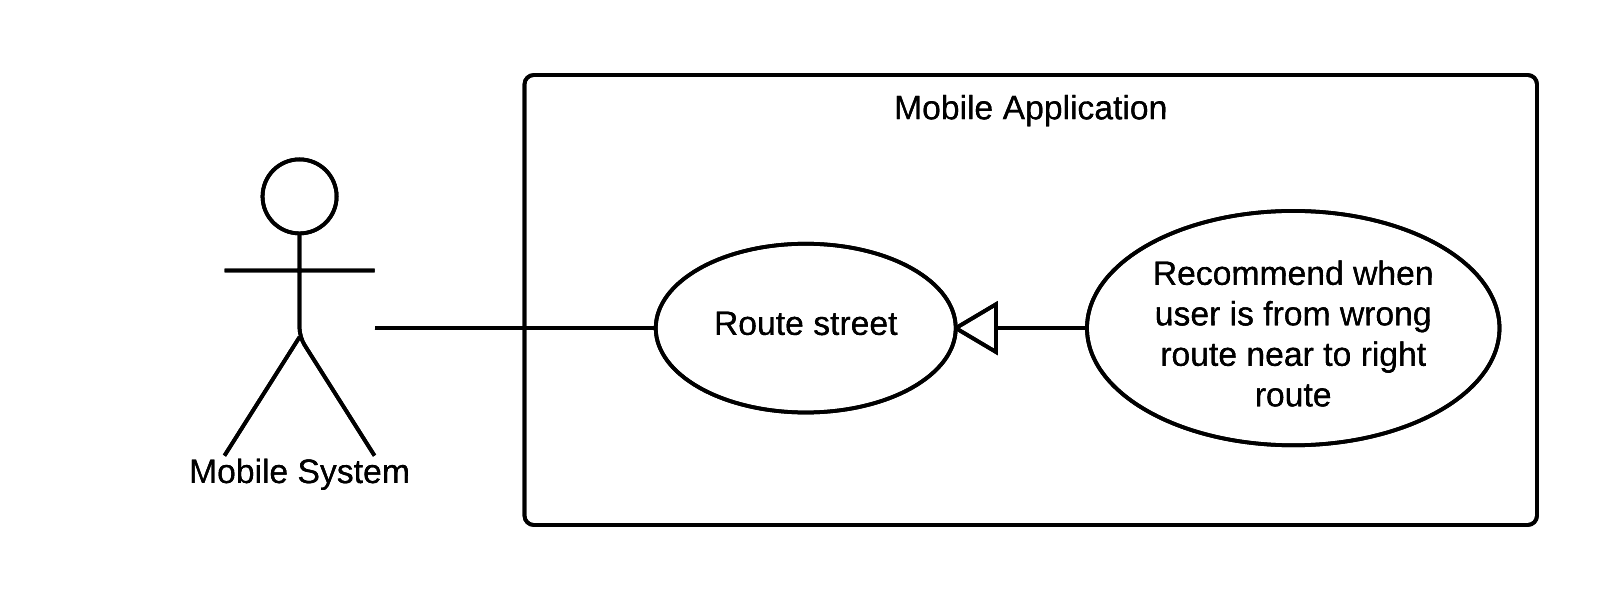 Mobile Application
Route street
Recommend when
user is from wrong
route near to right
route
Mobile System